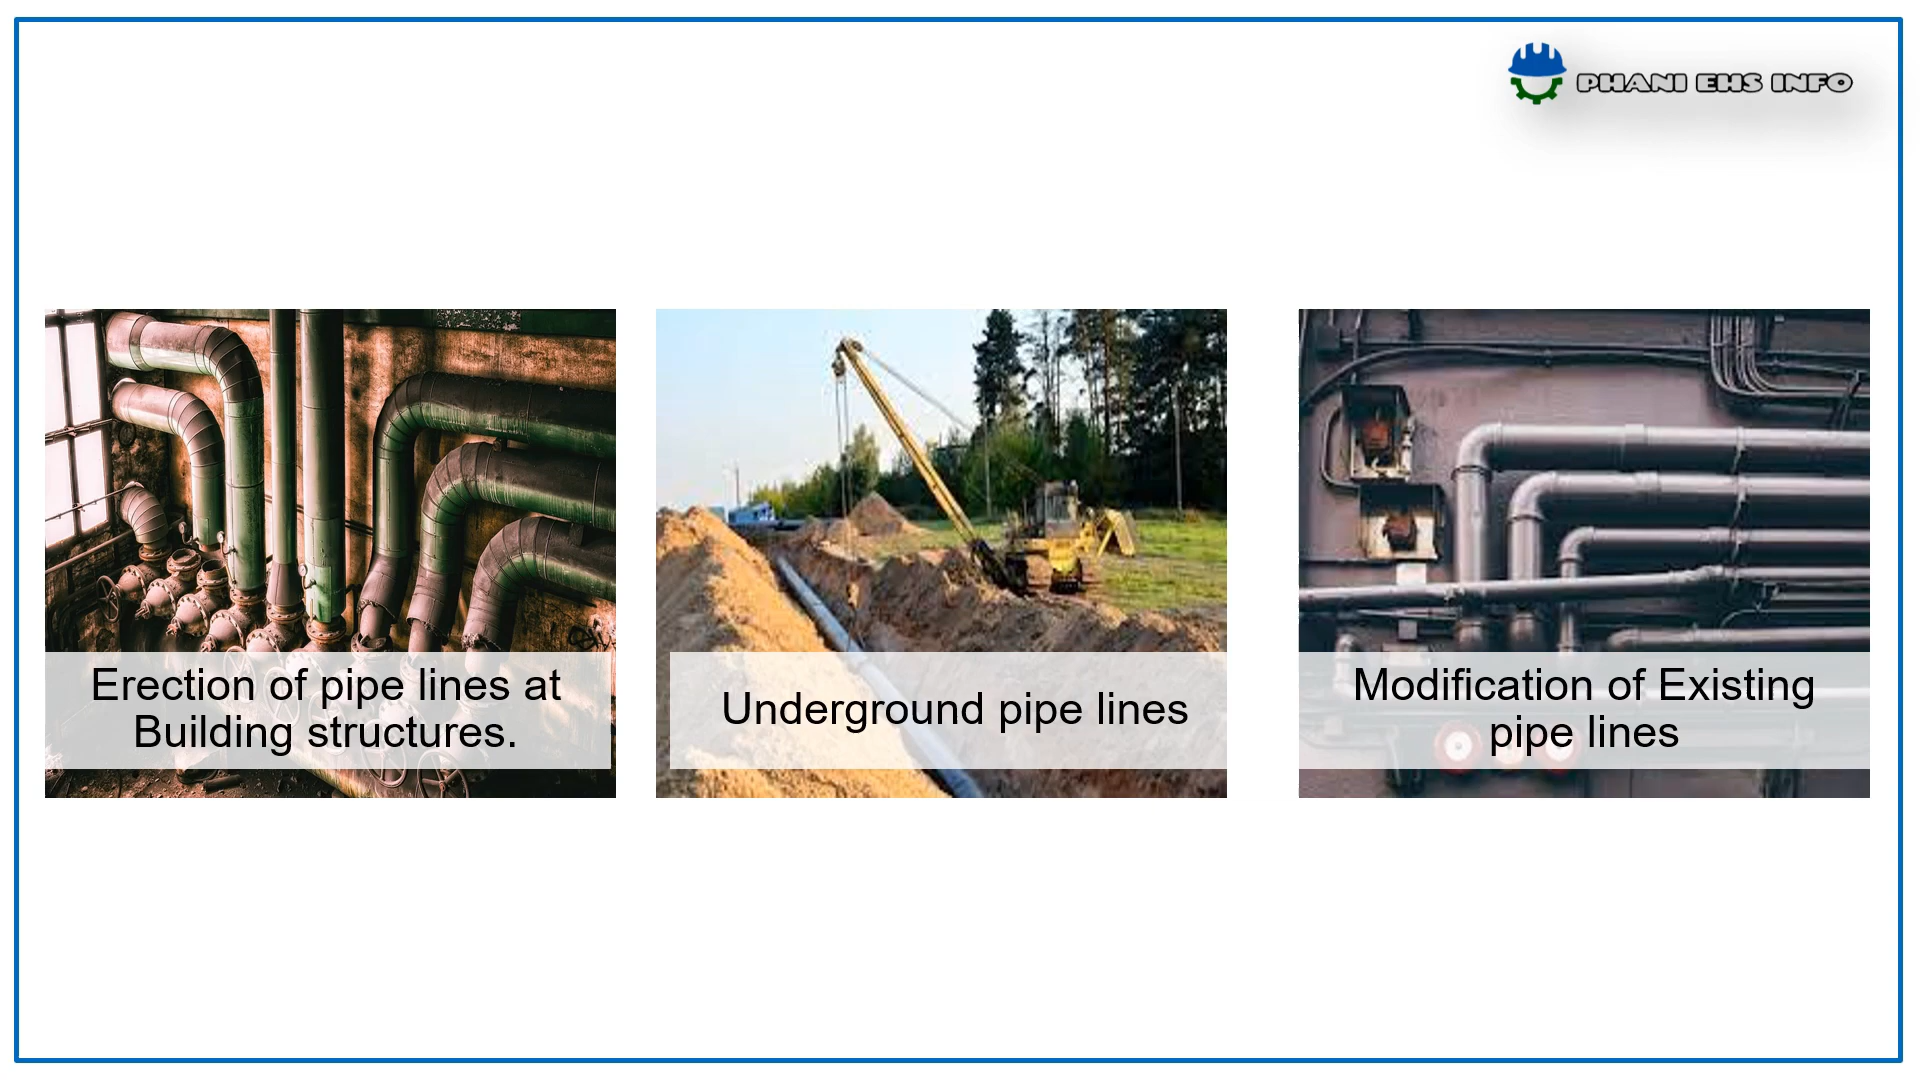 PHANI EHS INFO
Erection of pipe lines at
Building structures.
Underground pipe lines
Modification of Existing
pipe lines